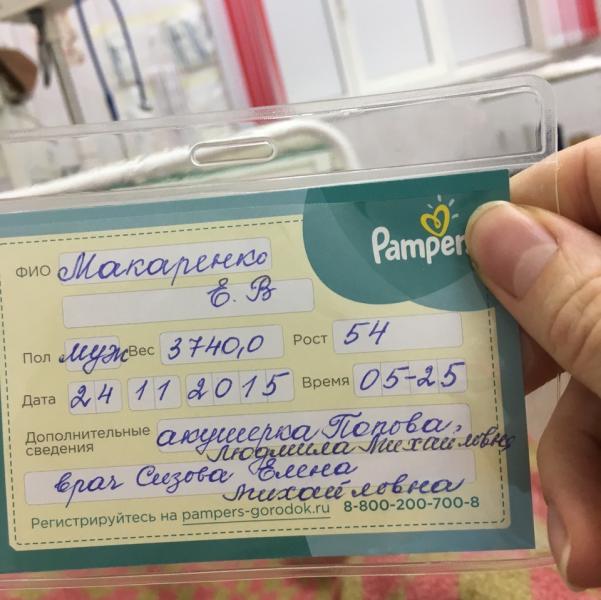 Pampers
ФИО Макаренко
Е. В
Пол муж Вес 3740,0 Рост 54
Дата 24 11 2015 Время 05-25
Дополнительные сведения акушерка Попова,
Людмила Михайловна
врач Сизова Елена
Михайловна
Регистрируйтесь на pampers-gorodok.ru 8-800-200-700-8